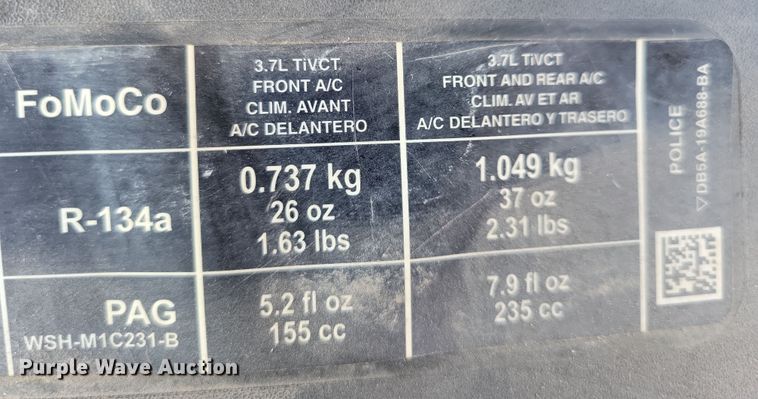 FoMoCo
3.7L TiVCT
FRONT A/C
CLIM. AVANT
A/C DELANTERO
3.7L TiVCT
FRONT AND REAR A/C
CLIM. AV ET AR
A/C DELANTERO Y TRASERO
R-134a
0.737 kg
26 oz
1.63 lbs
1.049 kg
37 oz
2.31 lbs
PAG
WSH-M1C231-B
5.2 fl oz
155 cc
7.9 fl oz
235 cc
POLICE
▽DB5A-19A688-BA
Purple Wave Auction